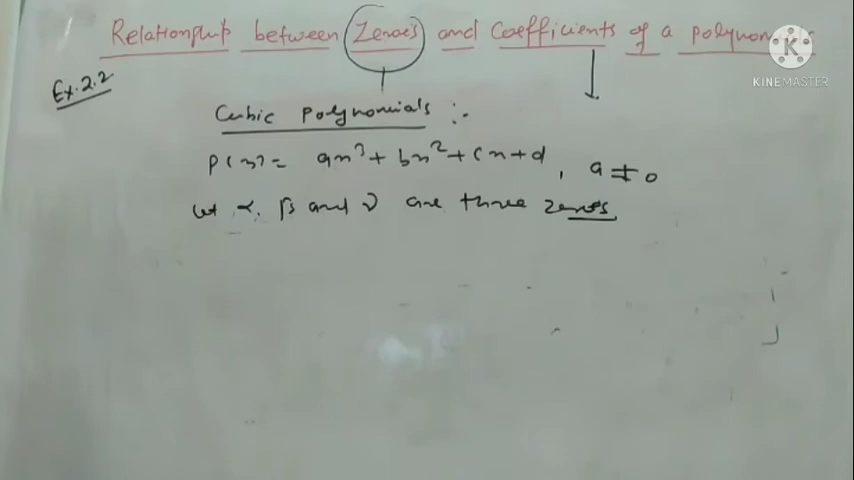 Relationship between Zeroes and Coefficients of a polynom
KINEMASTER
Ex.2.2
Cubic Polynomials :-
P(x) = ax³ + bx² + cx + d , a ≠ 0
let α, β and γ are three zeroes